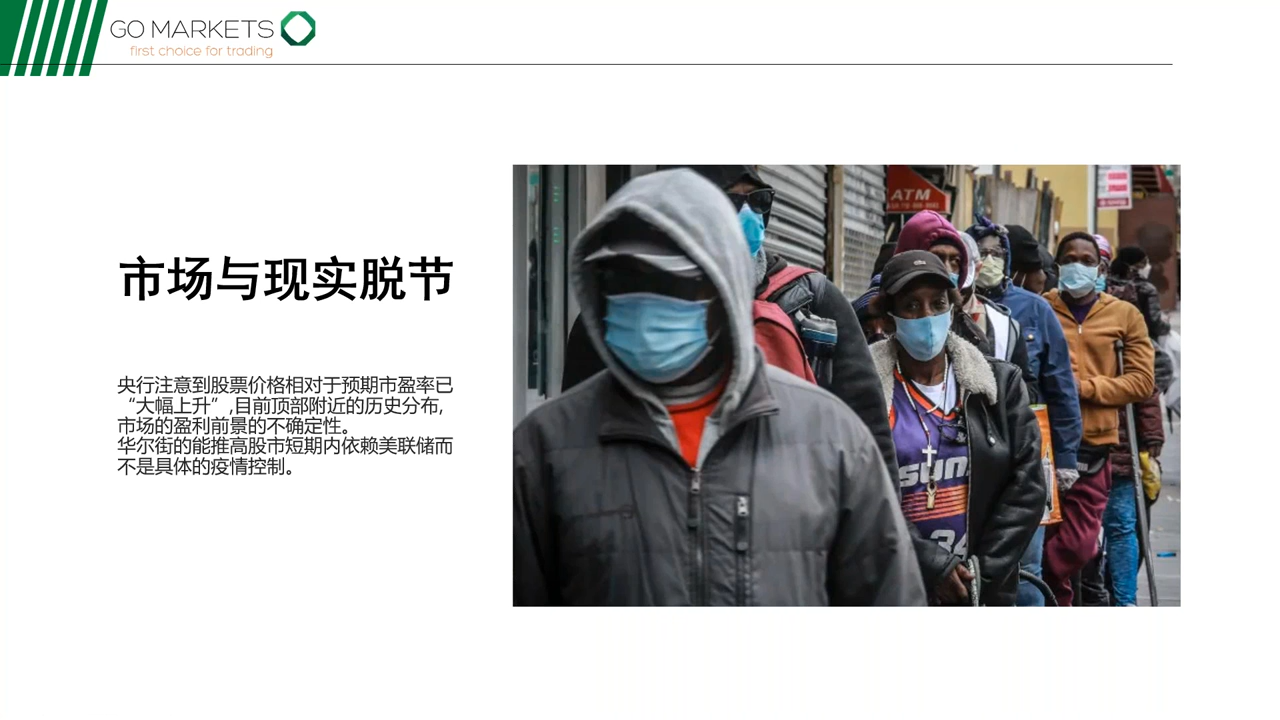 GO MARKETS
first choice for trading
市场与现实脱节
央行注意到股票价格相对于预期市盈率已
“大幅上升”,目前顶部附近的历史分布,
市场的盈利前景的不确定性。
华尔街的能推高股市短期内依赖美联储而
不是具体的疫情控制。
ATM
SUN
34